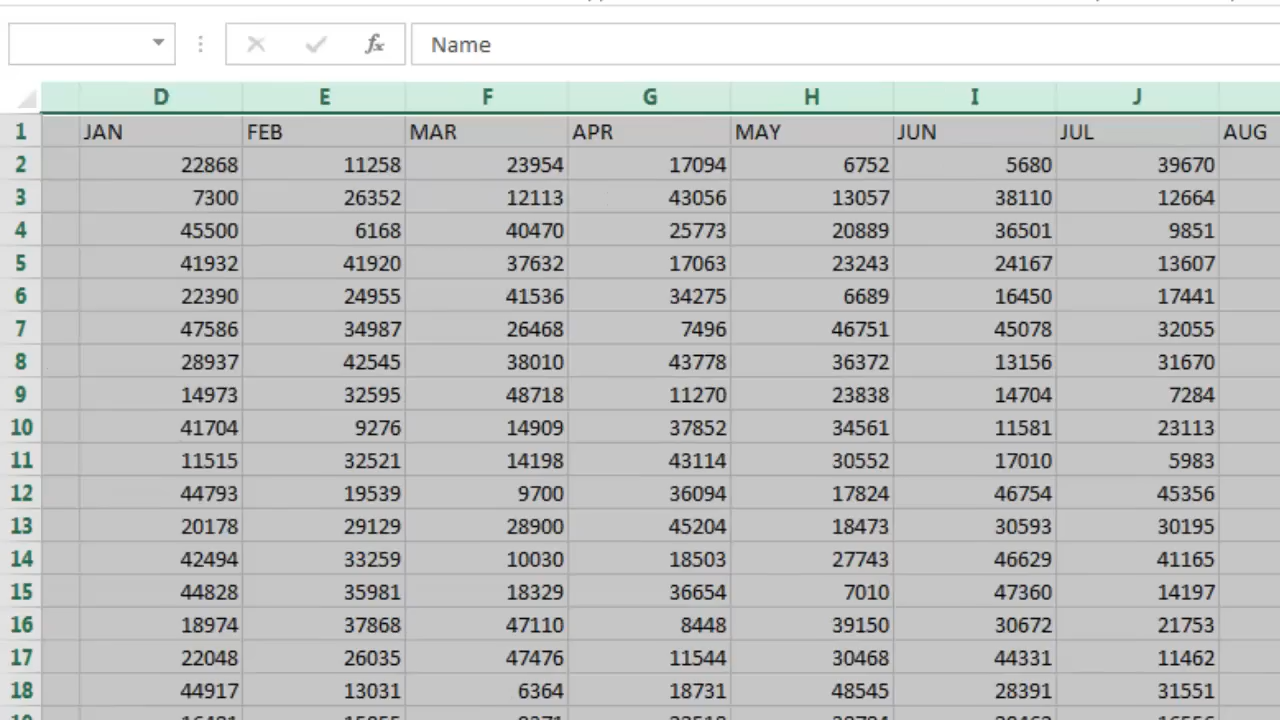 fx Name
D E F G H I J
1 JAN FEB MAR APR MAY JUN JUL AUG
2 22868 11258 23954 17094 6752 5680 39670
3 7300 26352 12113 43056 13057 38110 12664
4 45500 6168 40470 25773 20889 36501 9851
5 41932 41920 37632 17063 23243 24167 13607
6 22390 24955 41536 34275 6689 16450 17441
7 47586 34987 26468 7496 46751 45078 32055
8 28937 42545 38010 43778 36372 13156 31670
9 14973 32595 48718 11270 23838 14704 7284
10 41704 9276 14909 37852 34561 11581 23113
11 11515 32521 14198 43114 30552 17010 5983
12 44793 19539 9700 36094 17824 46754 45356
13 20178 29129 28900 45204 18473 30593 30195
14 42494 33259 10030 18503 27743 46629 41165
15 44828 35981 18329 36654 7010 47360 14197
16 18974 37868 47110 8448 39150 30672 21753
17 22048 26035 47476 11544 30468 44331 11462
18 44917 13031 6364 18731 48545 28391 31551